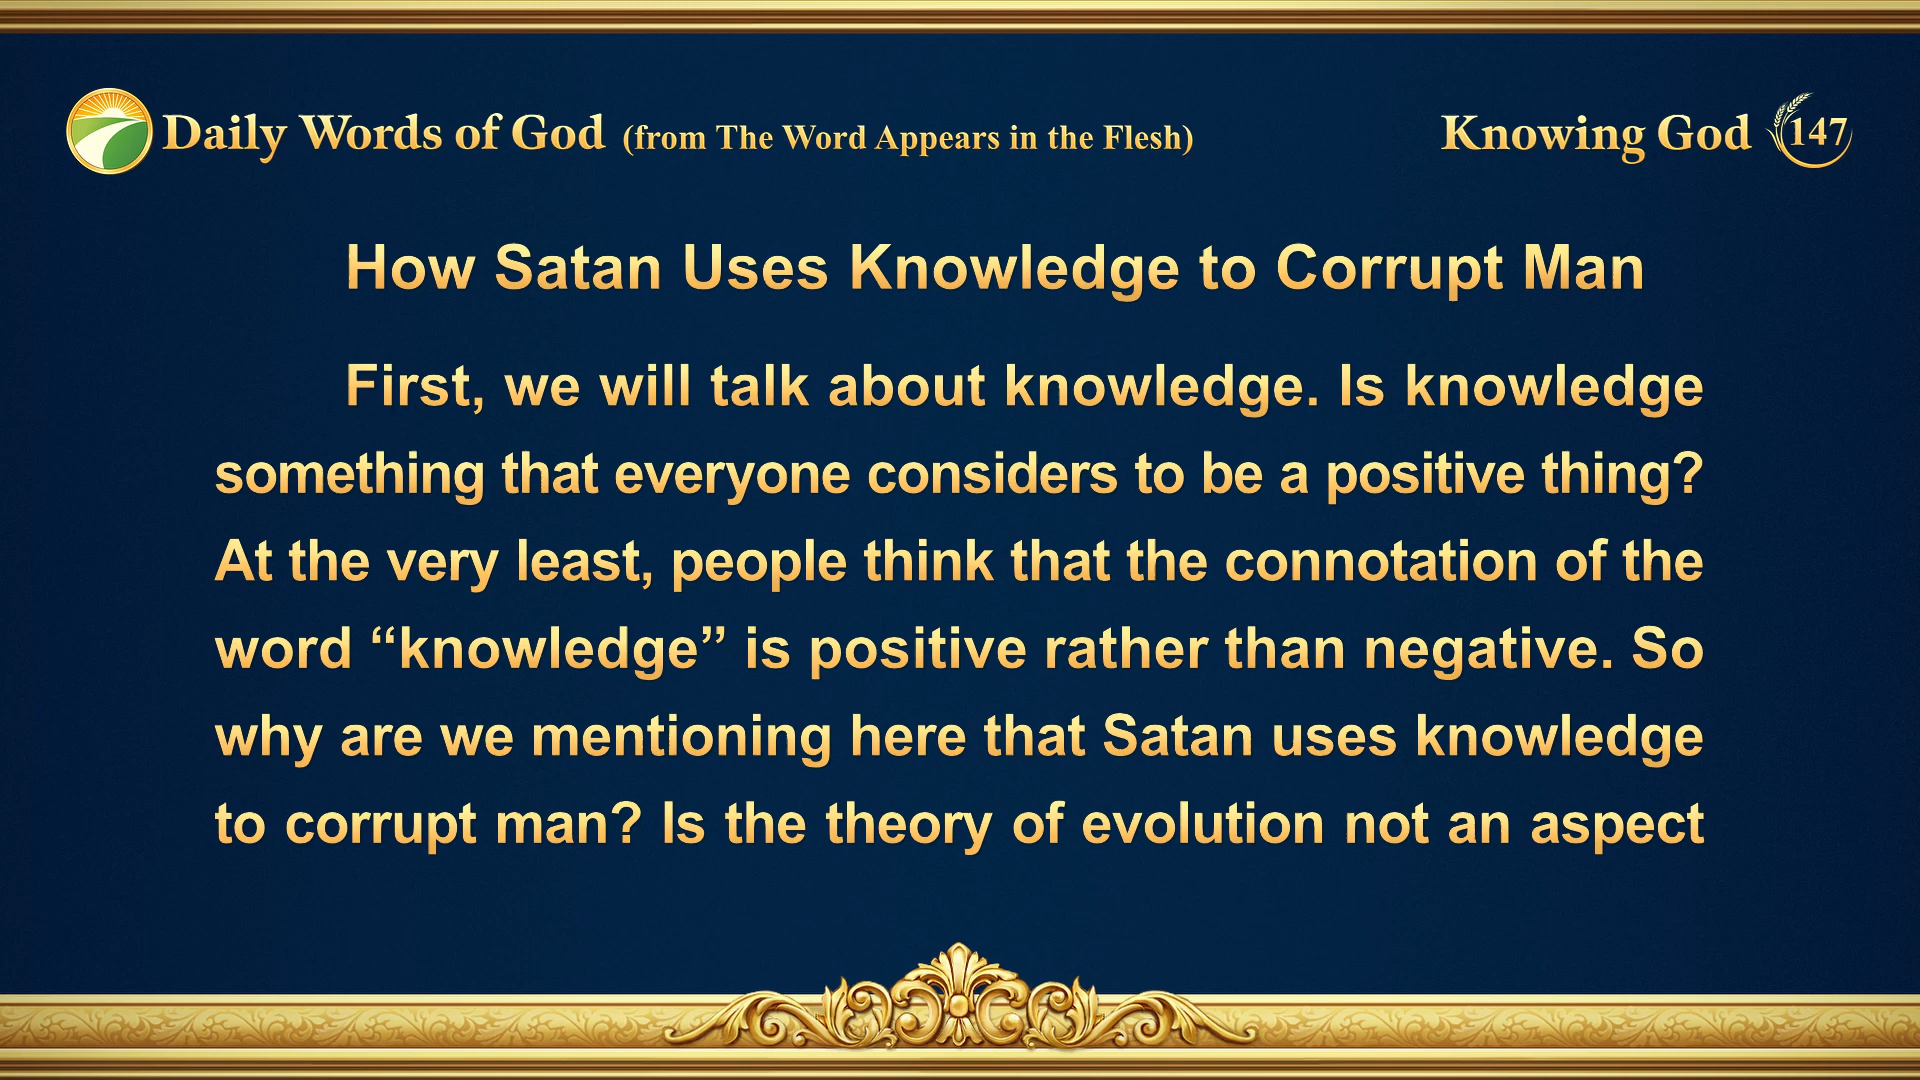 Daily Words of God (from The Word Appears in the Flesh)
Knowing God 147
How Satan Uses Knowledge to Corrupt Man
First, we will talk about knowledge. Is knowledge
something that everyone considers to be a positive thing?
At the very least, people think that the connotation of the
word “knowledge” is positive rather than negative. So
why are we mentioning here that Satan uses knowledge
to corrupt man? Is the theory of evolution not an aspect